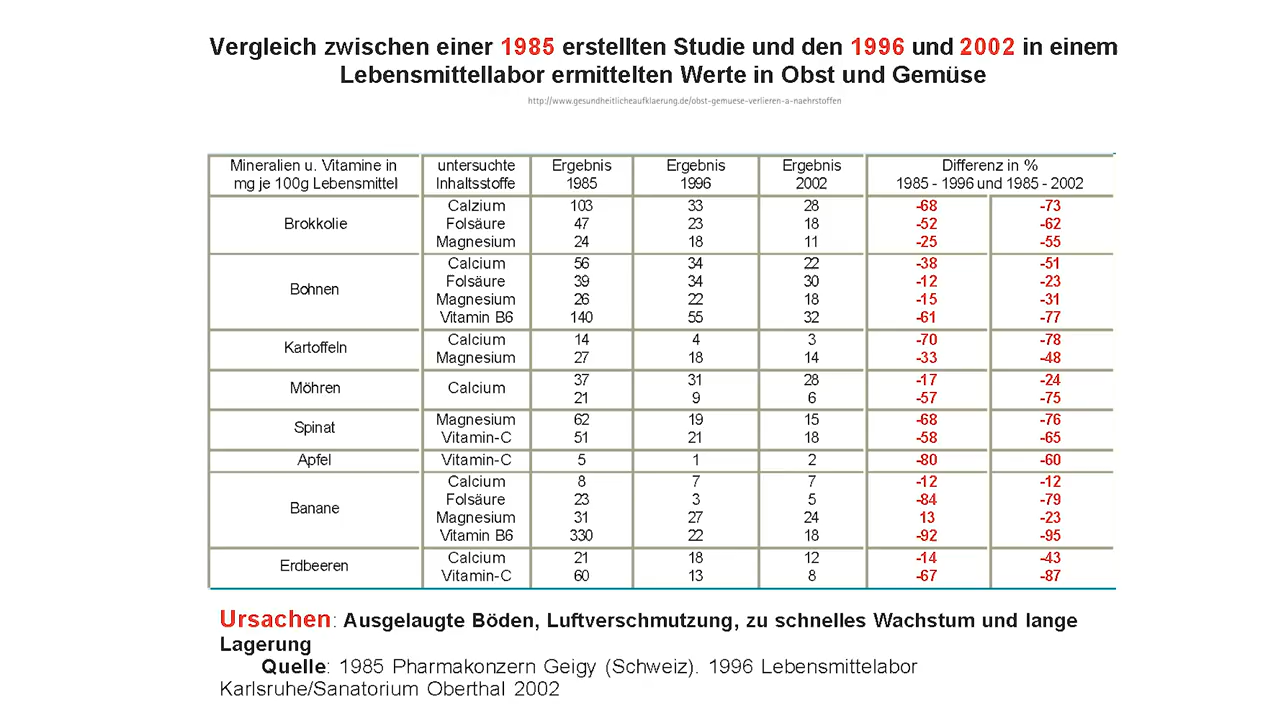 Vergleich zwischen einer 1985 erstellten Studie und den 1996 und 2002 in einem
Lebensmittellabor ermittelten Werte in Obst und Gemüse
http://www.gesundheitlicheaufklaerung.de/obst-gemuese-verlieren-a-naehrstoffen
Mineralien u. Vitamine in untersuchte Ergebnis Ergebnis Ergebnis Differenz in %
mg je 100g Lebensmittel Inhaltsstoffe 1985 1996 2002 1985 - 1996 und 1985 - 2002
Calzium 103 33 28 -68 -73
Brokkolie Folsäure 47 23 18 -52 -62
Magnesium 24 18 11 -25 -55
Calcium 56 34 22 -38 -51
Bohnen Folsäure 39 34 30 -12 -23
Magnesium 26 22 18 -15 -31
Vitamin B6 140 55 32 -61 -77
Kartoffeln Calcium 14 4 3 -70 -78
Magnesium 27 18 14 -33 -48
Möhren Calcium 37 31 28 -17 -24
21 9 6 -57 -75
Spinat Magnesium 62 19 15 -68 -76
Vitamin-C 51 21 18 -58 -65
Apfel Vitamin-C 5 1 2 -80 -60
Calcium 8 7 7 -12 -12
Banane Folsäure 23 3 5 -84 -79
Magnesium 31 27 24 13 -23
Vitamin B6 330 22 18 -92 -95
Erdbeeren Calcium 21 18 12 -14 -43
Vitamin-C 60 13 8 -67 -87
Ursachen: Ausgelaugte Böden, Luftverschmutzung, zu schnelles Wachstum und lange
Lagerung
Quelle: 1985 Pharmakonzern Geigy (Schweiz). 1996 Lebensmittelabor
Karlsruhe/Sanatorium Oberthal 2002